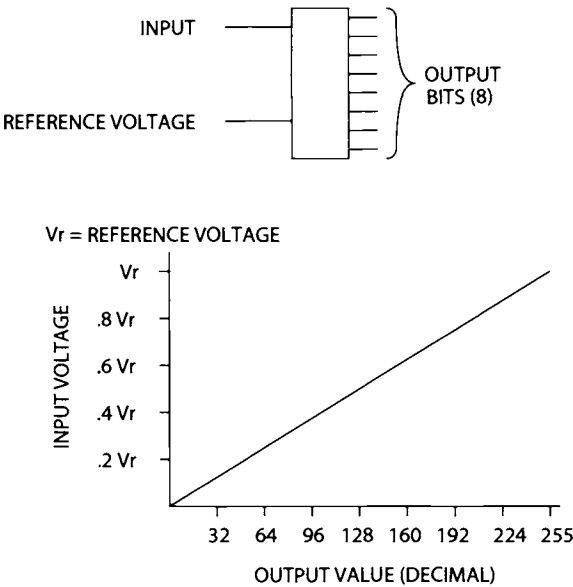 INPUT
REFERENCE VOLTAGE
OUTPUT
BITS (8)
Vr = REFERENCE VOLTAGE
INPUT VOLTAGE
Vr
.8 Vr
.6 Vr
.4 Vr
.2 Vr
32 64 96 128 160 192 224 255
OUTPUT VALUE (DECIMAL)